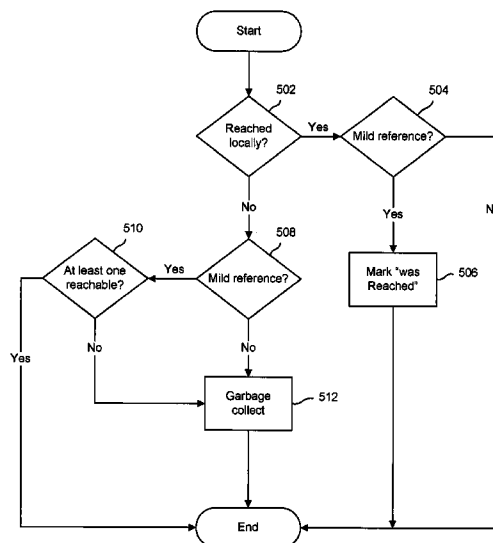 Start
502
504
Reached
locally?
Yes
Mild reference?
No
Yes
N
510
508
At least one
reachable?
Yes
Mild reference?
Mark "was
Reached"
506
Yes
No
No
Garbage
collect
512
End